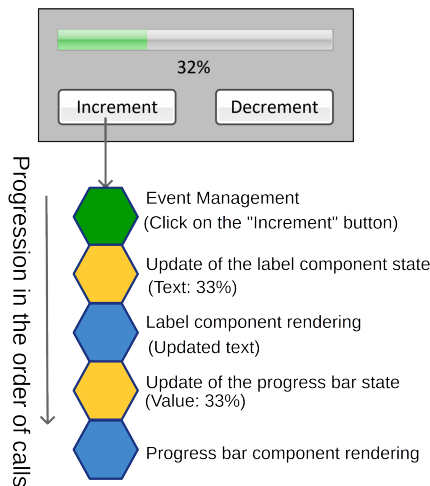 32%
Increment
Decrement
Progression in the order of calls
Event Management
(Click on the "Increment" button)
Update of the label component state
(Text: 33%)
Label component rendering
(Updated text)
Update of the progress bar state
(Value: 33%)
Progress bar component rendering